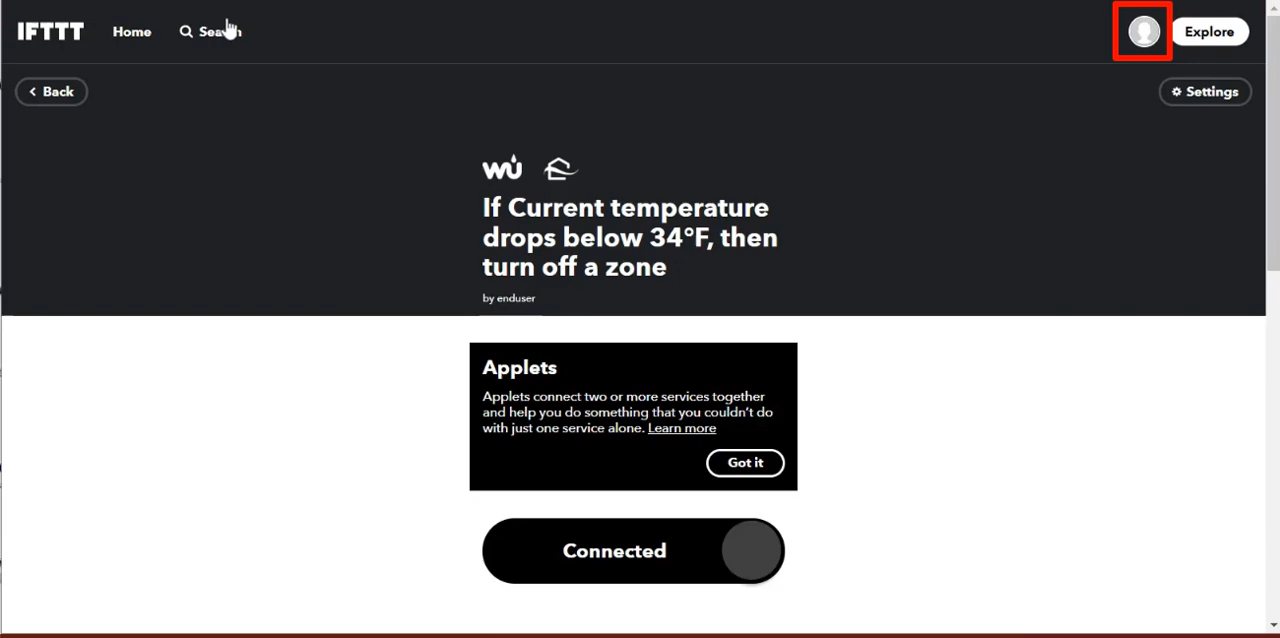 IFTTT Home Search Explore
Back Settings
wu
If Current temperature
drops below 34°F, then
turn off a zone
by enduser
Applets
Applets connect two or more services together
and help you do something that you couldn't do
with just one service alone. Learn more
Got it
Connected